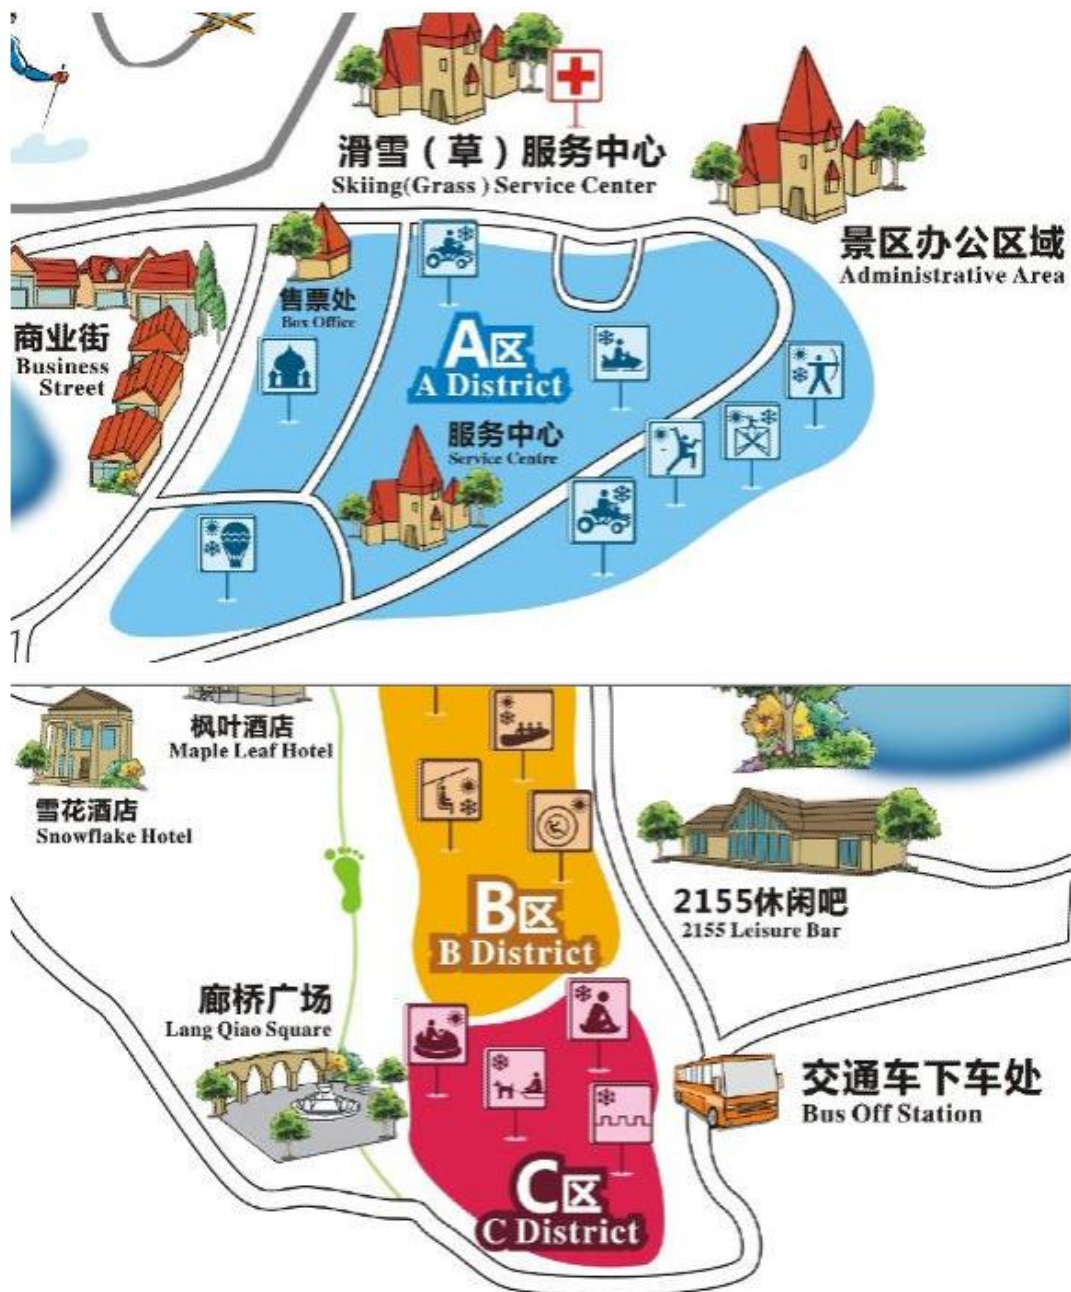 滑雪（草）服务中心
Skiing(Grass ) Service Center
景区办公区域
Administrative Area
售票处
Box Office
商业街
Business
Street
A区
A District
服务中心
Service Centre
枫叶酒店
Maple Leaf Hotel
雪花酒店
Snowflake Hotel
B区
B District
2155休闲吧
2155 Leisure Bar
廊桥广场
Lang Qiao Square
交通车下车处
Bus Off Station
C区
C District